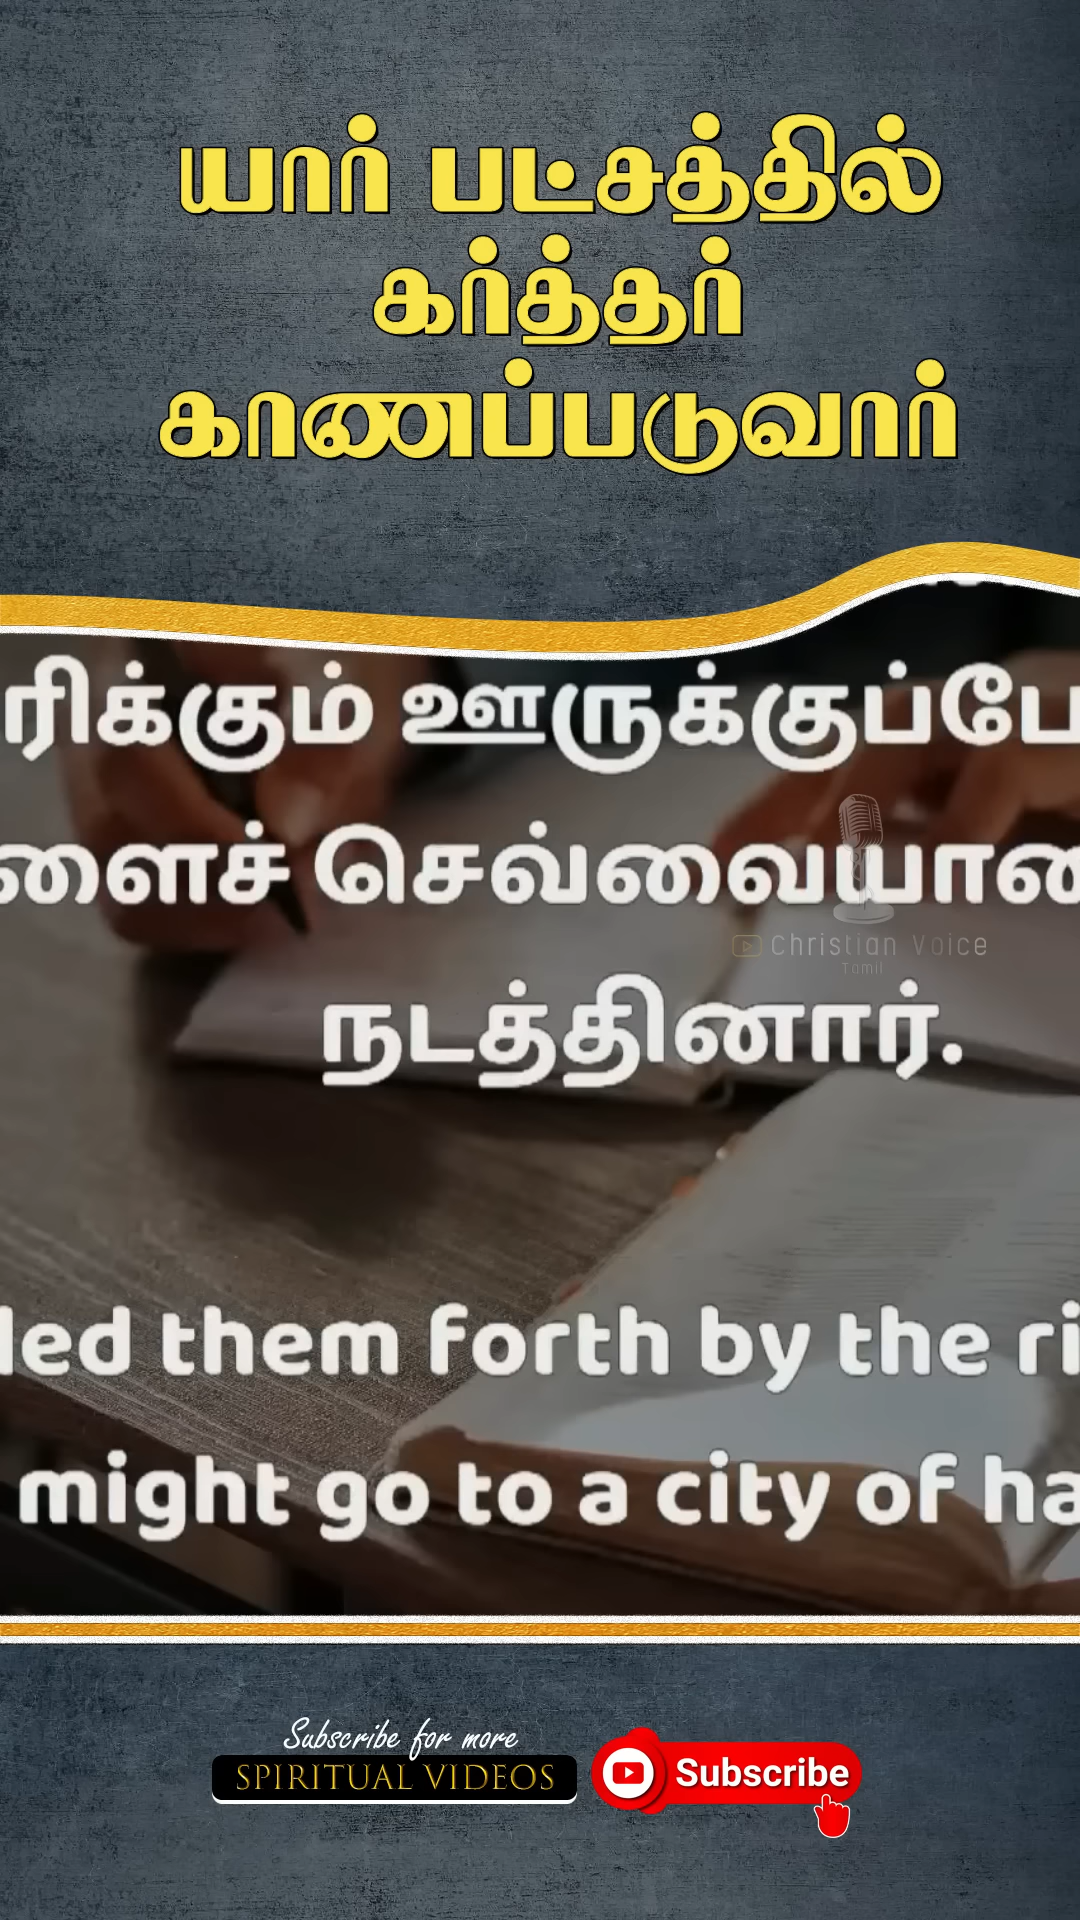 யார் பட்சத்தில்
கர்த்தர்
காணப்படுவார்
ரிக்கும் ஊருக்குப்போ
ளைச் செவ்வையான
நடத்தினார்.
led them forth by the ri
might go to a city of ha
Christian Voice
Tamil
Subscribe for more
SPIRITUAL VIDEOS
Subscribe